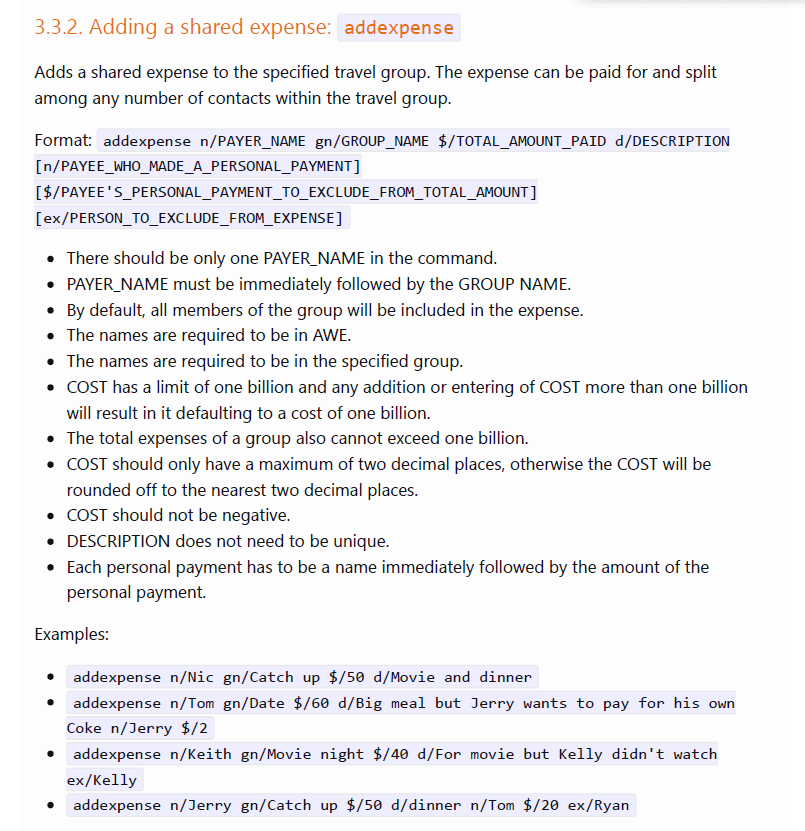 3.3.2. Adding a shared expense: addexpense
Adds a shared expense to the specified travel group. The expense can be paid for and split
among any number of contacts within the travel group.
Format: addexpense n/PAYER_NAME gn/GROUP_NAME $/TOTAL_AMOUNT_PAID d/DESCRIPTION
[n/PAYEE_WHO_MADE_A_PERSONAL_PAYMENT]
[$/PAYEE'S_PERSONAL_PAYMENT_TO_EXCLUDE_FROM_TOTAL_AMOUNT]
[ex/PERSON_TO_EXCLUDE_FROM_EXPENSE]
• There should be only one PAYER_NAME in the command.
• PAYER_NAME must be immediately followed by the GROUP NAME.
• By default, all members of the group will be included in the expense.
• The names are required to be in AWE.
• The names are required to be in the specified group.
• COST has a limit of one billion and any addition or entering of COST more than one billion
will result in it defaulting to a cost of one billion.
• The total expenses of a group also cannot exceed one billion.
• COST should only have a maximum of two decimal places, otherwise the COST will be
rounded off to the nearest two decimal places.
• COST should not be negative.
• DESCRIPTION does not need to be unique.
• Each personal payment has to be a name immediately followed by the amount of the
personal payment.
Examples:
• addexpense n/Nic gn/Catch up $/50 d/Movie and dinner
• addexpense n/Tom gn/Date $/60 d/Big meal but Jerry wants to pay for his own
Coke n/Jerry $/2
• addexpense n/Keith gn/Movie night $/40 d/For movie but Kelly didn't watch
ex/Kelly
• addexpense n/Jerry gn/Catch up $/50 d/dinner n/Tom $/20 ex/Ryan